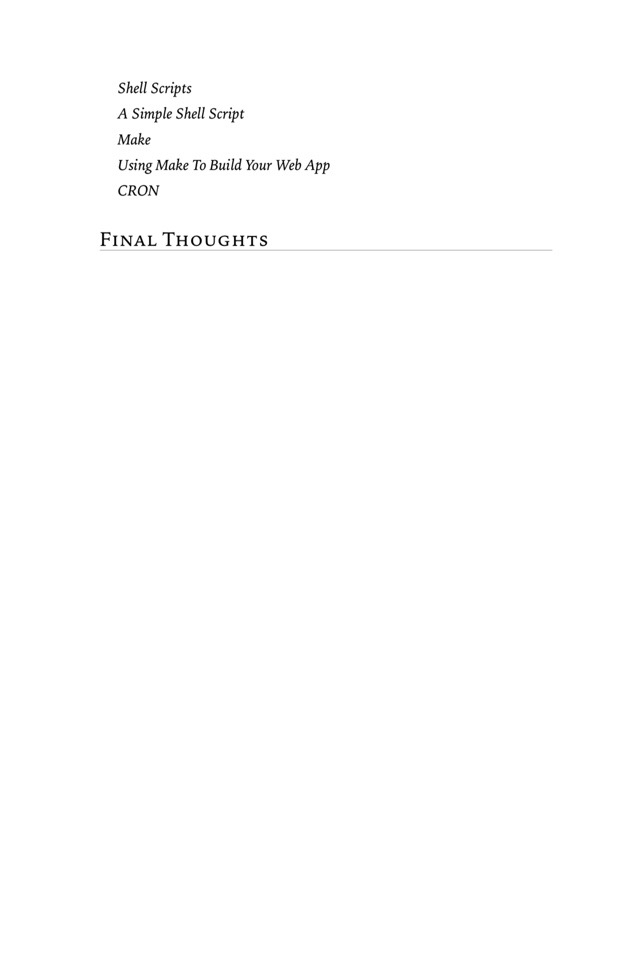 Shell Scripts
A Simple Shell Script
Make
Using Make To Build Your Web App
CRON
Final Thoughts